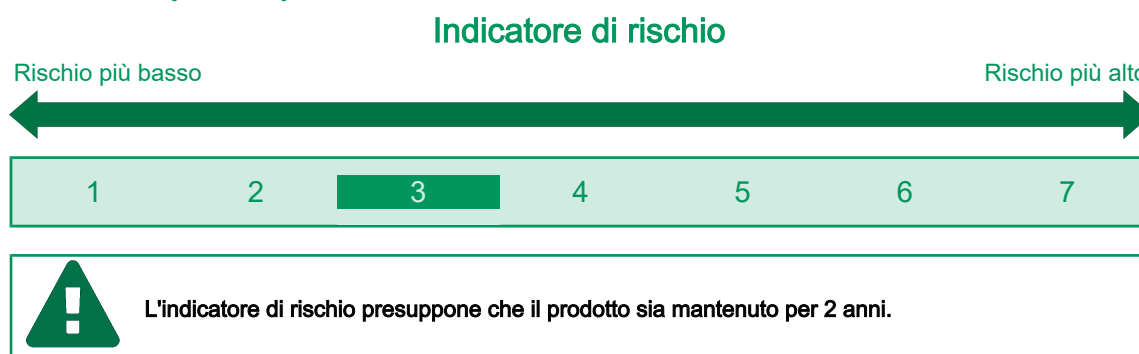 Indicatore di rischio
Rischio più basso Rischio più alto
1 2 3 4 5 6 7
L'indicatore di rischio presuppone che il prodotto sia mantenuto per 2 anni.